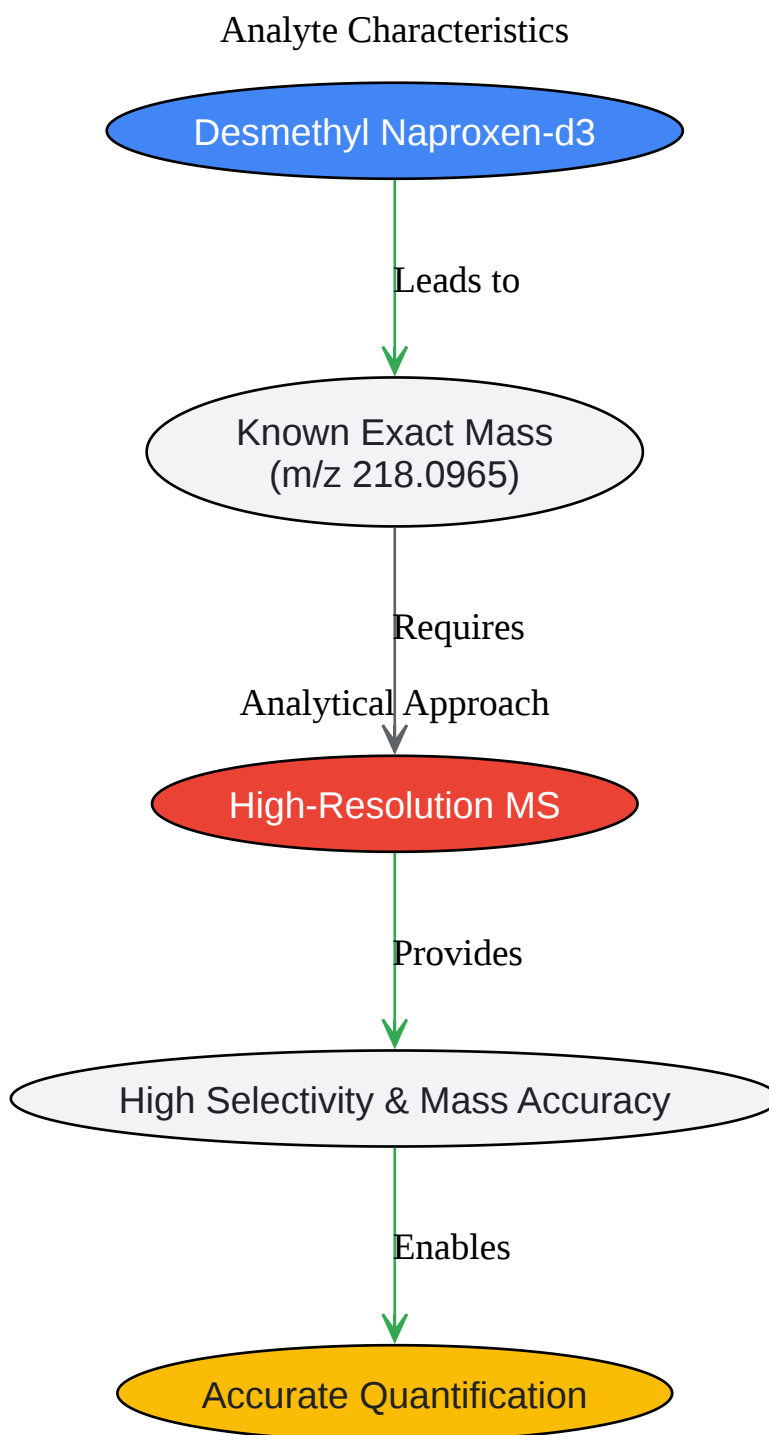 Analyte Characteristics
Desmethyl Naproxen-d3
Leads to
Known Exact Mass
(m/z 218.0965)
Requires
Analytical Approach
High-Resolution MS
Provides
High Selectivity & Mass Accuracy
Enables
Accurate Quantification